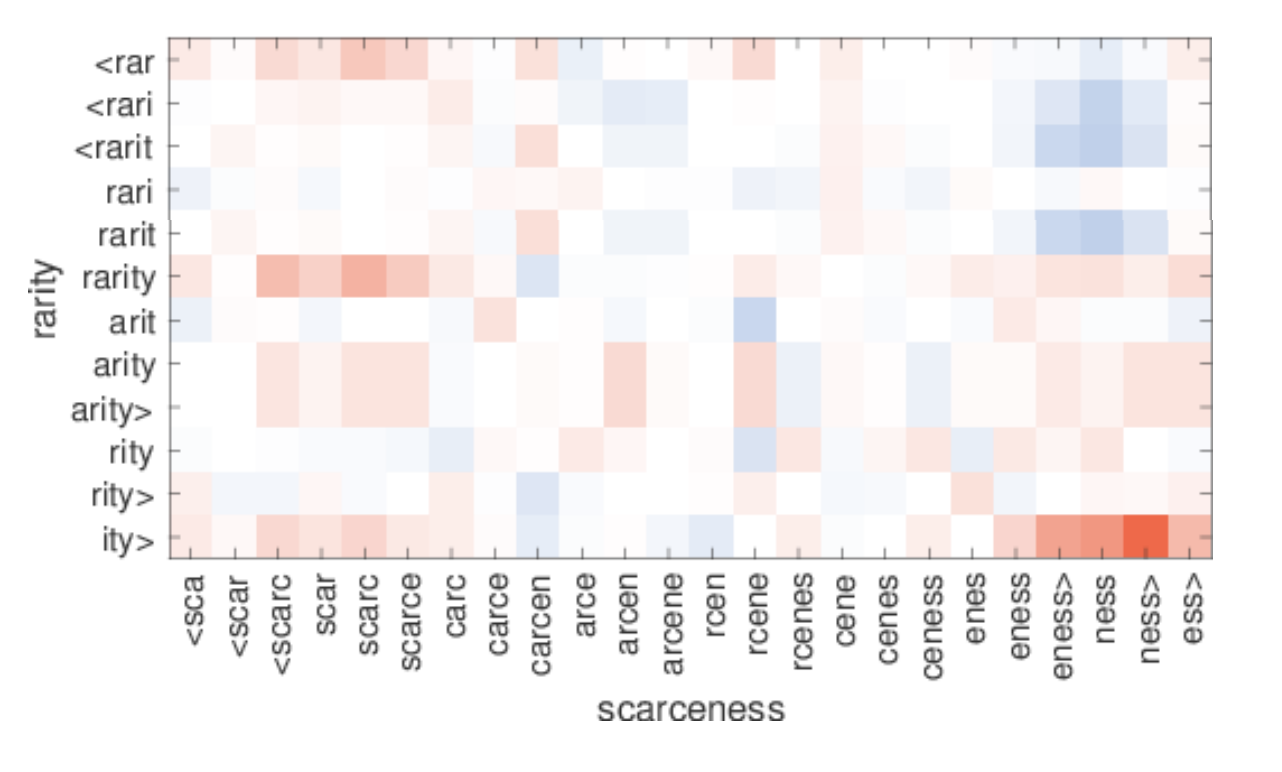 <rar
<rari
<rarit
rari
rarit
rarity
arit
arity
arity>
rity
rity>
ity>
rarity
<sca
<scar
<scarc
scar
scarc
scarce
carc
carce
carcen
arce
arcen
arcene
rcen
rcene
rcenes
cene
cenes
ceness
enes
eness
eness>
ness
ness>
ess>
scarceness